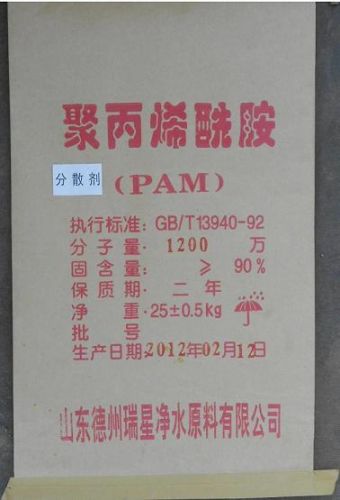 聚丙烯酰胺
分散剂
(PAM)
执行标准: GB/T13940-92
分子量· 1200 万
固含量: ≥ 90%
保质期· 二年
净 重·25±0.5kg
批 号
生产日期:2012年02月12日
山东德州瑞星净水原料有限公司